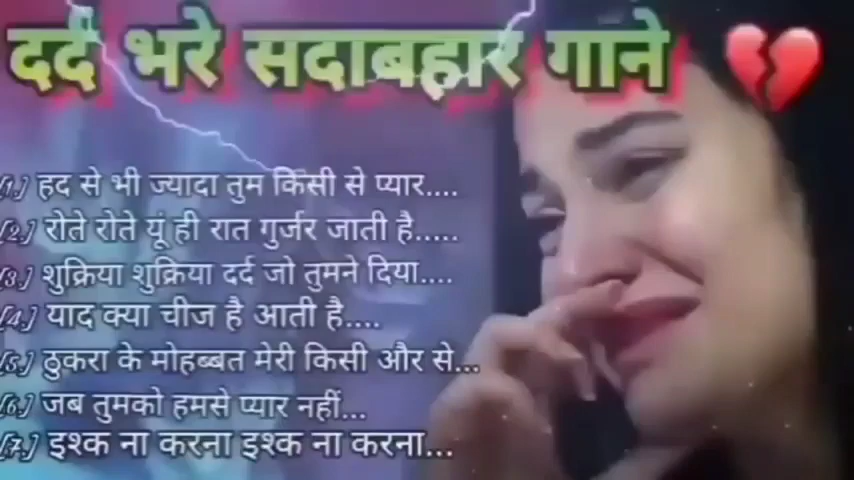 दर्द भरे सदाबहार गाने
[1.] हद से भी ज्यादा तुम किसी से प्यार....
[2.] रोते रोते यूं ही रात गुर्जर जाती है.....
[3.] शुक्रिया शुक्रिया दर्द जो तुमने दिया....
[4.] याद क्या चीज है आती है....
[5.] ठुकरा के मोहब्बत मेरी किसी और से...
[6.] जब तुमको हमसे प्यार नहीं...
[7.] इश्क ना करना इश्क ना करना...